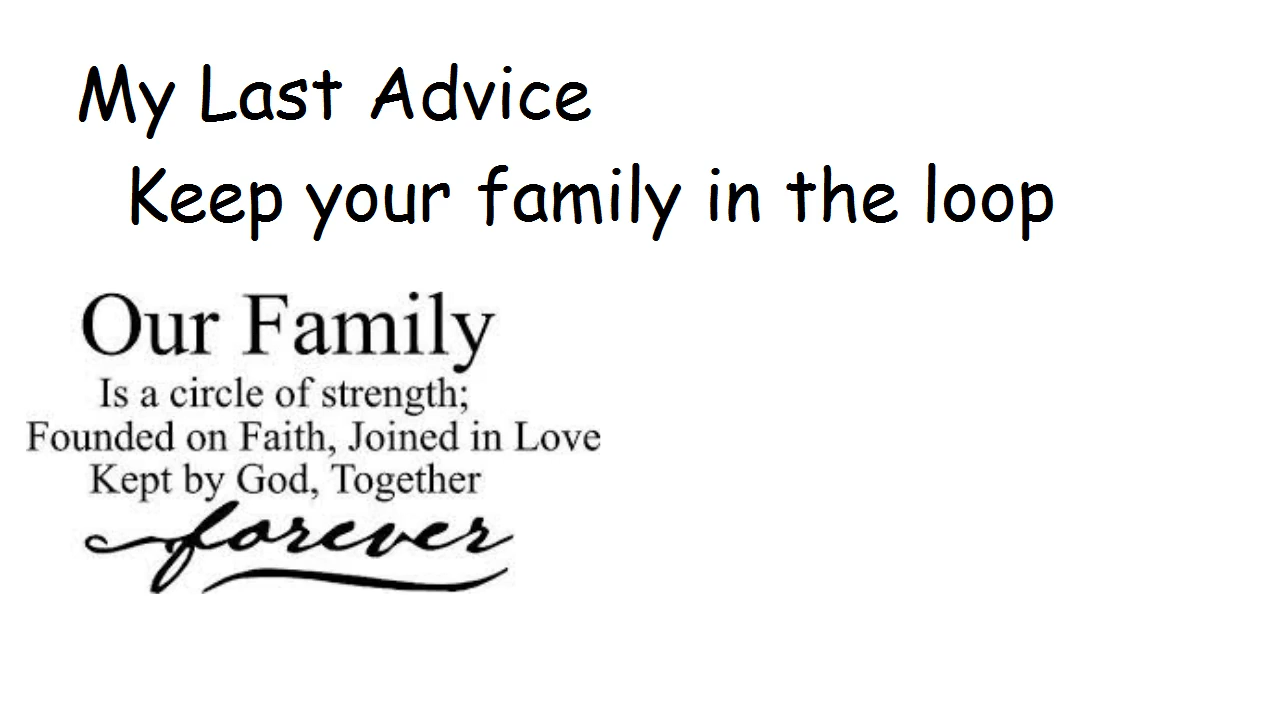 My Last Advice
Keep your family in the loop
Our Family
Is a circle of strength;
Founded on Faith, Joined in Love
Kept by God, Together
forever